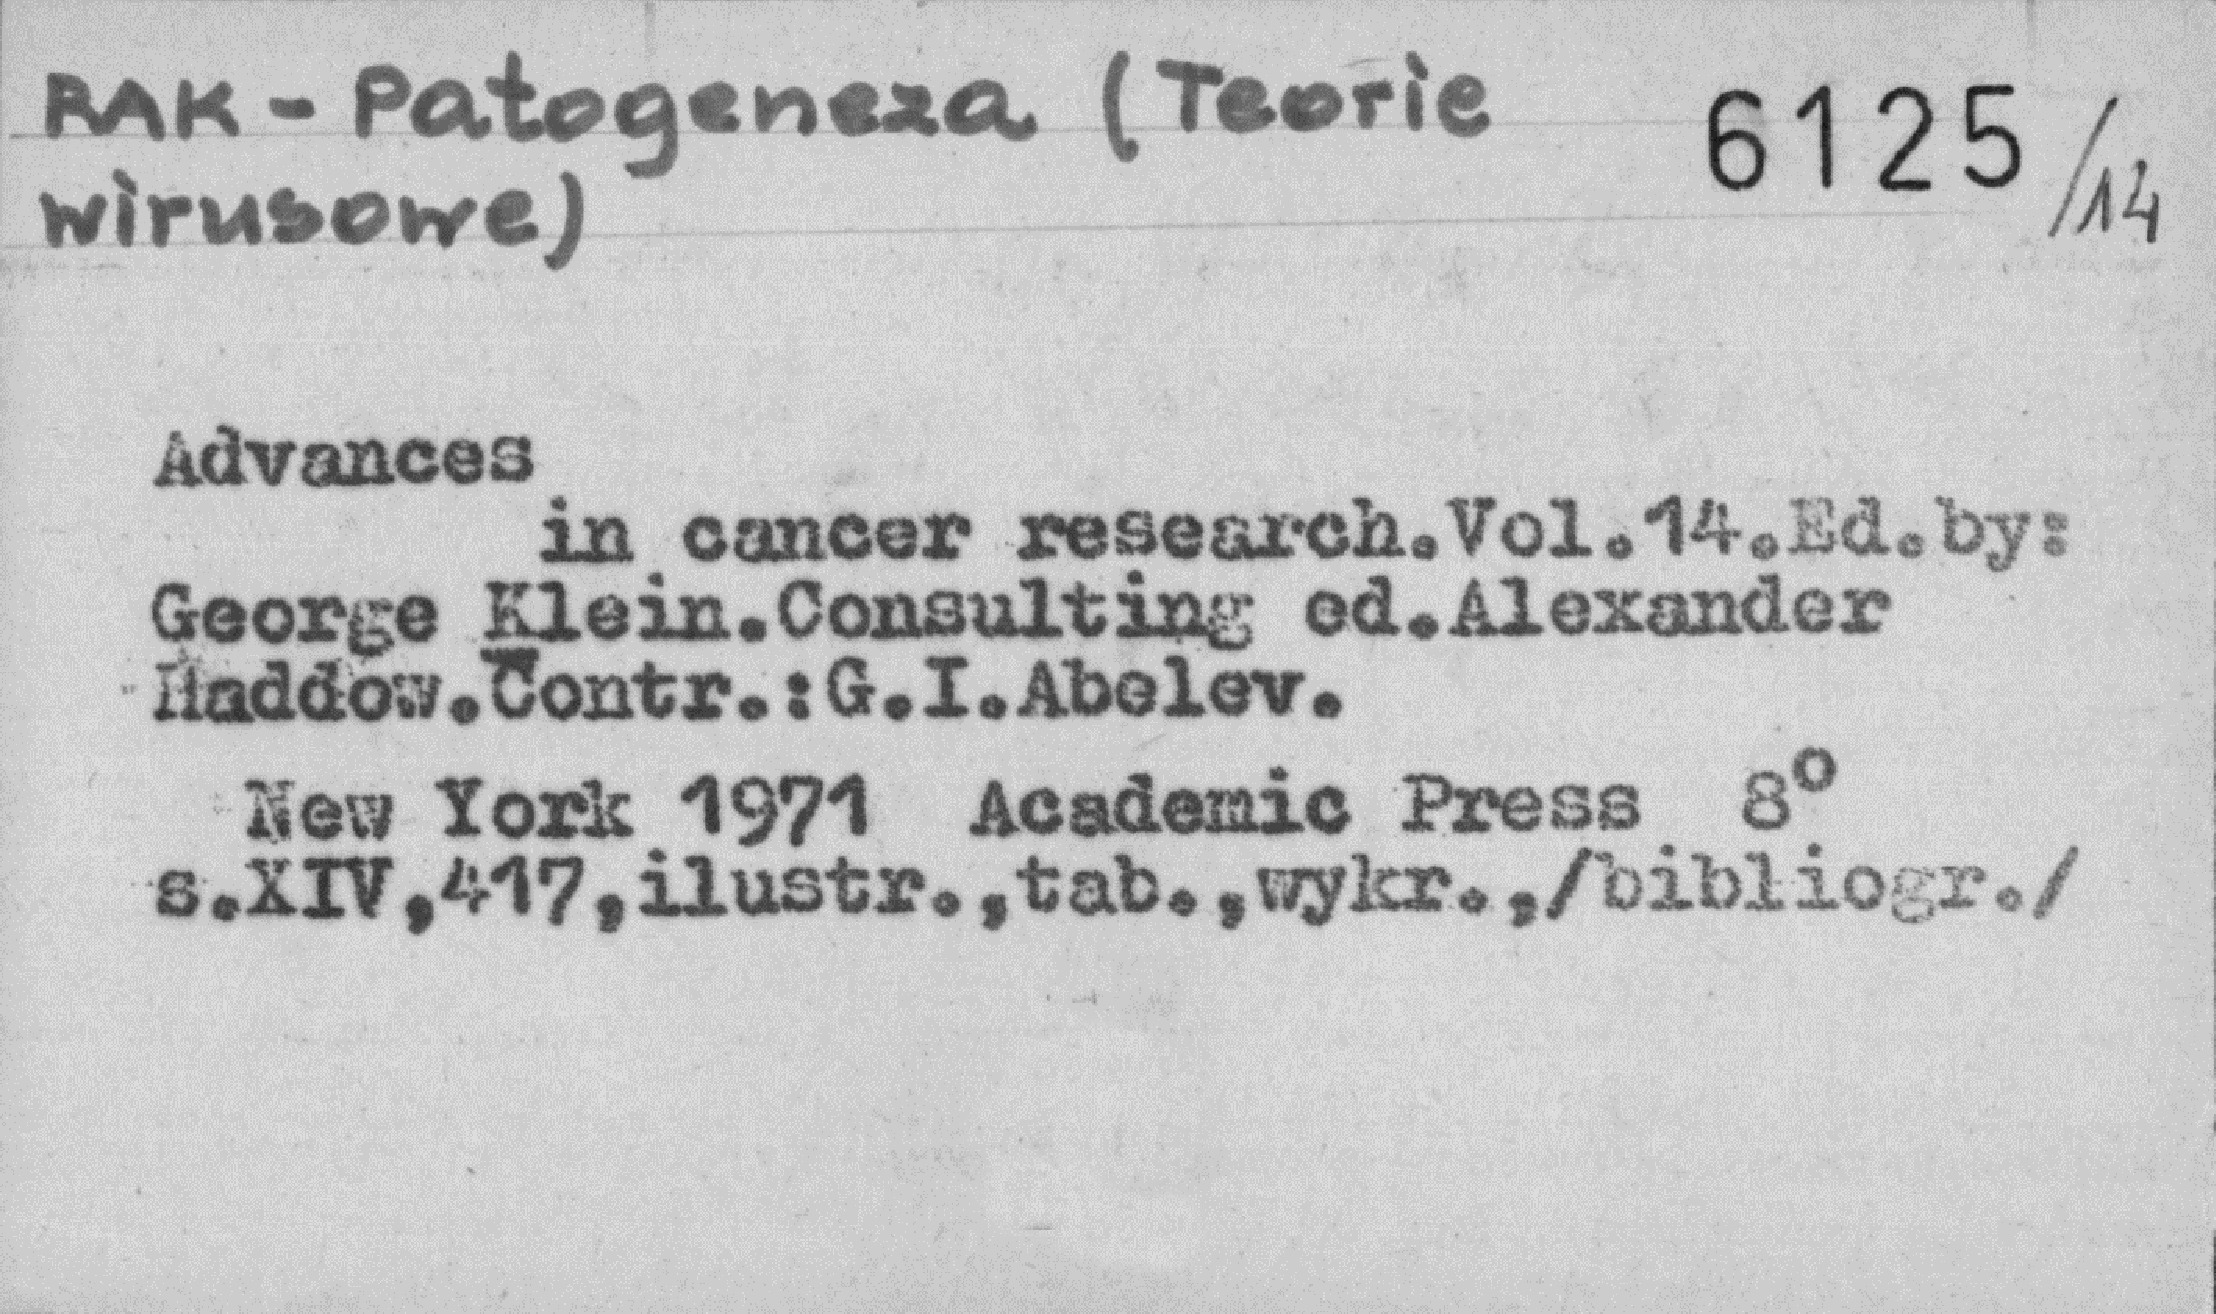 RAK - Patogeneza (Teorie 6125/14
wirusowe)
Advances
in cancer research.Vol.14.Ed.by:
George Klein.Consulting ed.Alexander
Haddow.Contr.:G.I.Abelev.
New York 1971 Academic Press 8º
s.XIV,417,ilustr.,tab.,wykr.,/bibliogr./